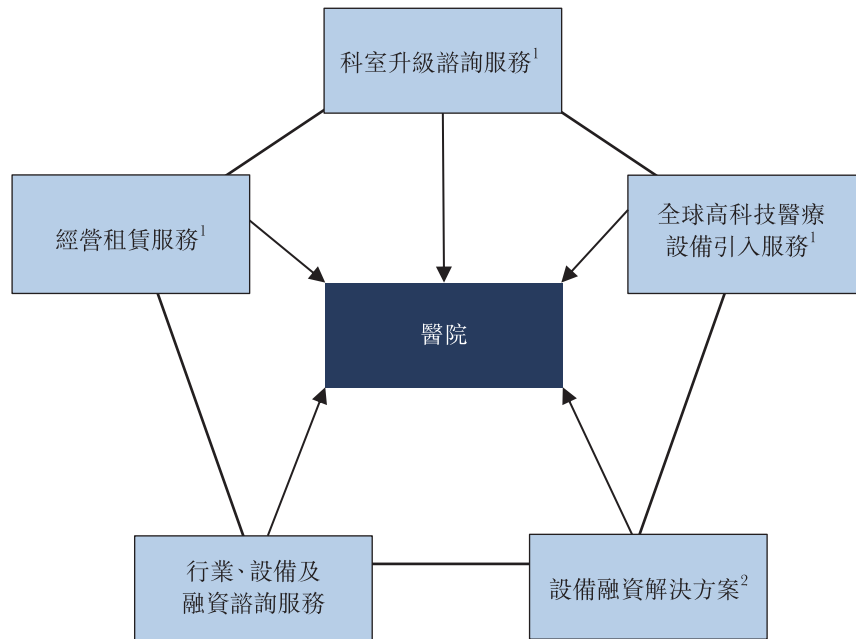 科室升級諮詢服務¹
經營租賃服務¹
全球高科技醫療
設備引入服務¹
醫院
行業、設備及
融資諮詢服務
設備融資解決方案²